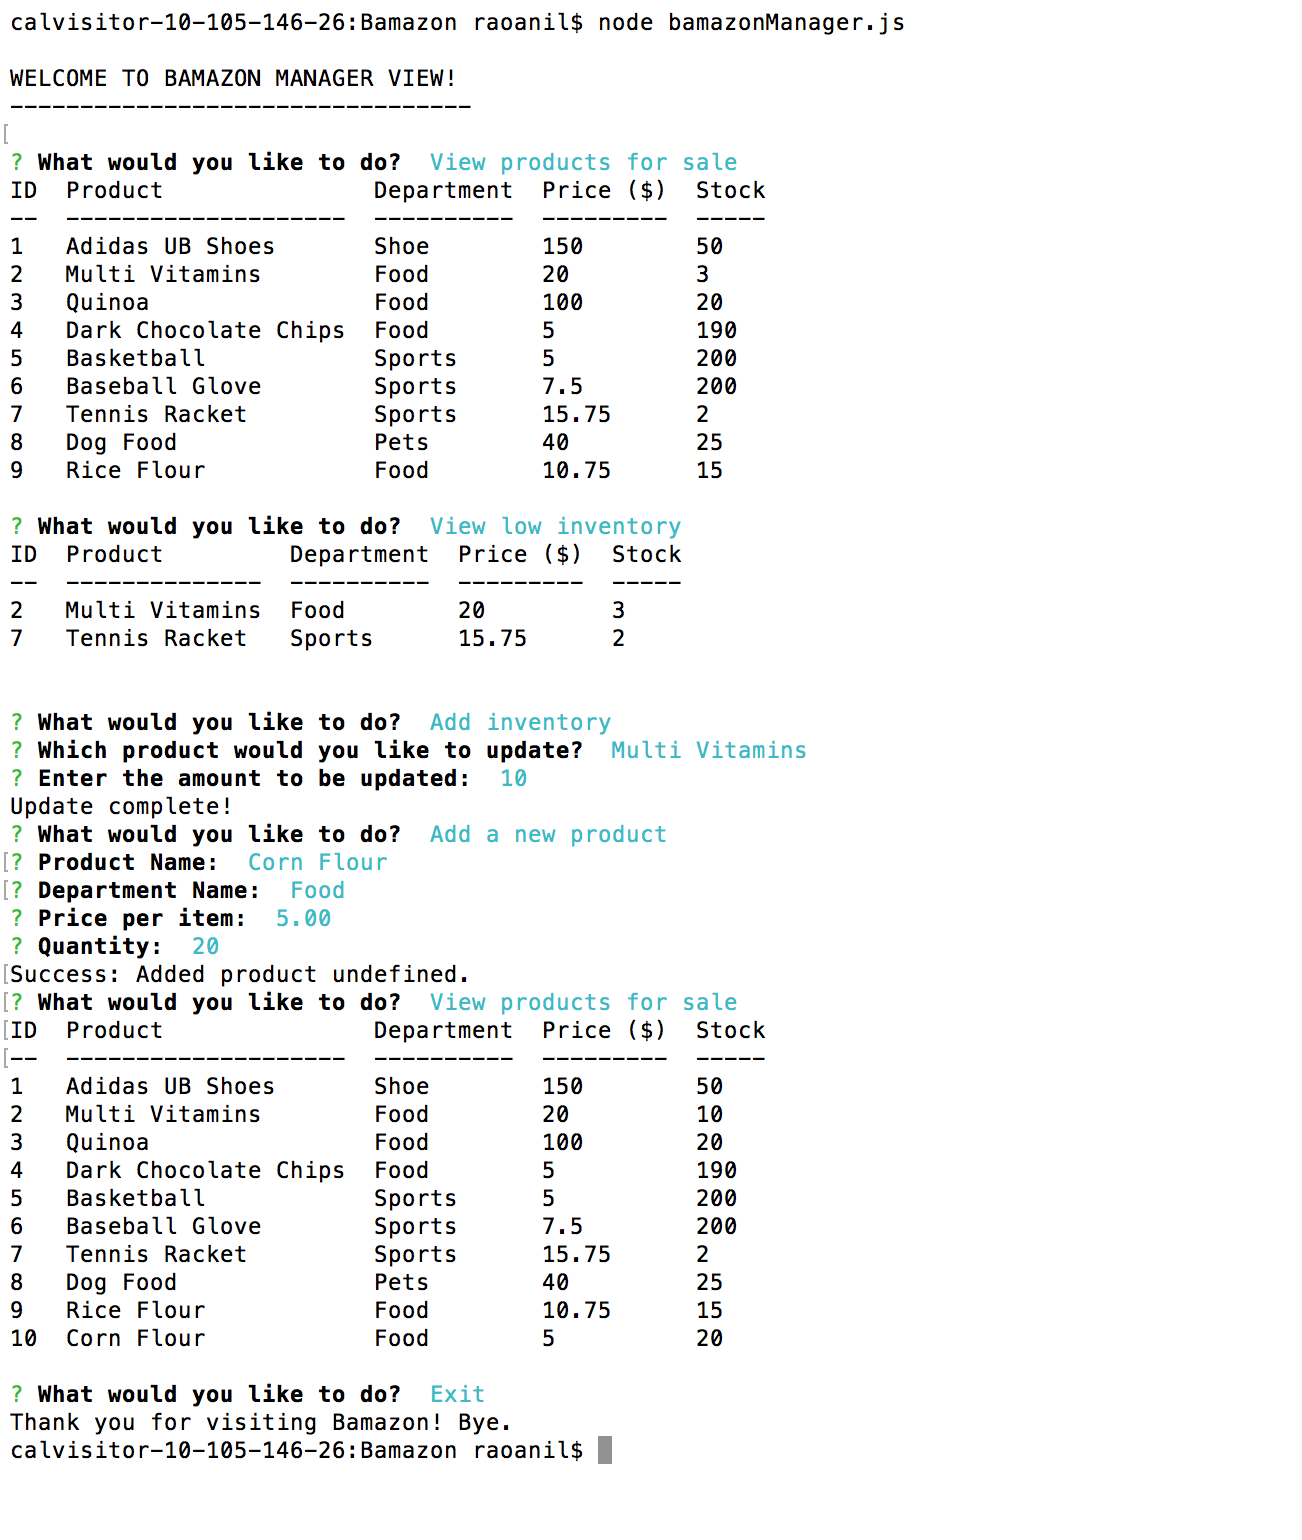 calvisitor-10-105-146-26:Bamazon raoanil$ node bamazonManager.js
WELCOME TO BAMAZON MANAGER VIEW!
---------------------------------
[
? What would you like to do?  View products for sale
ID  Product               Department  Price ($)  Stock
--  --------------------  ----------  ---------  -----
1   Adidas UB Shoes       Shoe        150        50
2   Multi Vitamins        Food        20         3
3   Quinoa                Food        100        20
4   Dark Chocolate Chips  Food        5          190
5   Basketball            Sports      5          200
6   Baseball Glove        Sports      7.5        200
7   Tennis Racket         Sports      15.75      2
8   Dog Food              Pets        40         25
9   Rice Flour            Food        10.75      15
? What would you like to do?  View low inventory
ID  Product         Department  Price ($)  Stock
--  --------------  ----------  ---------  -----
2   Multi Vitamins  Food        20         3
7   Tennis Racket   Sports      15.75      2
? What would you like to do?  Add inventory
? Which product would you like to update?  Multi Vitamins
? Enter the amount to be updated:  10
Update complete!
? What would you like to do?  Add a new product
[? Product Name:  Corn Flour
[? Department Name:  Food
? Price per item:  5.00
? Quantity:  20
[Success: Added product undefined.
[? What would you like to do?  View products for sale
[ID  Product               Department  Price ($)  Stock
[--  --------------------  ----------  ---------  -----
1   Adidas UB Shoes       Shoe        150        50
2   Multi Vitamins        Food        20         10
3   Quinoa                Food        100        20
4   Dark Chocolate Chips  Food        5          190
5   Basketball            Sports      5          200
6   Baseball Glove        Sports      7.5        200
7   Tennis Racket         Sports      15.75      2
8   Dog Food              Pets        40         25
9   Rice Flour            Food        10.75      15
10  Corn Flour            Food        5          20
? What would you like to do?  Exit
Thank you for visiting Bamazon! Bye.
calvisitor-10-105-146-26:Bamazon raoanil$